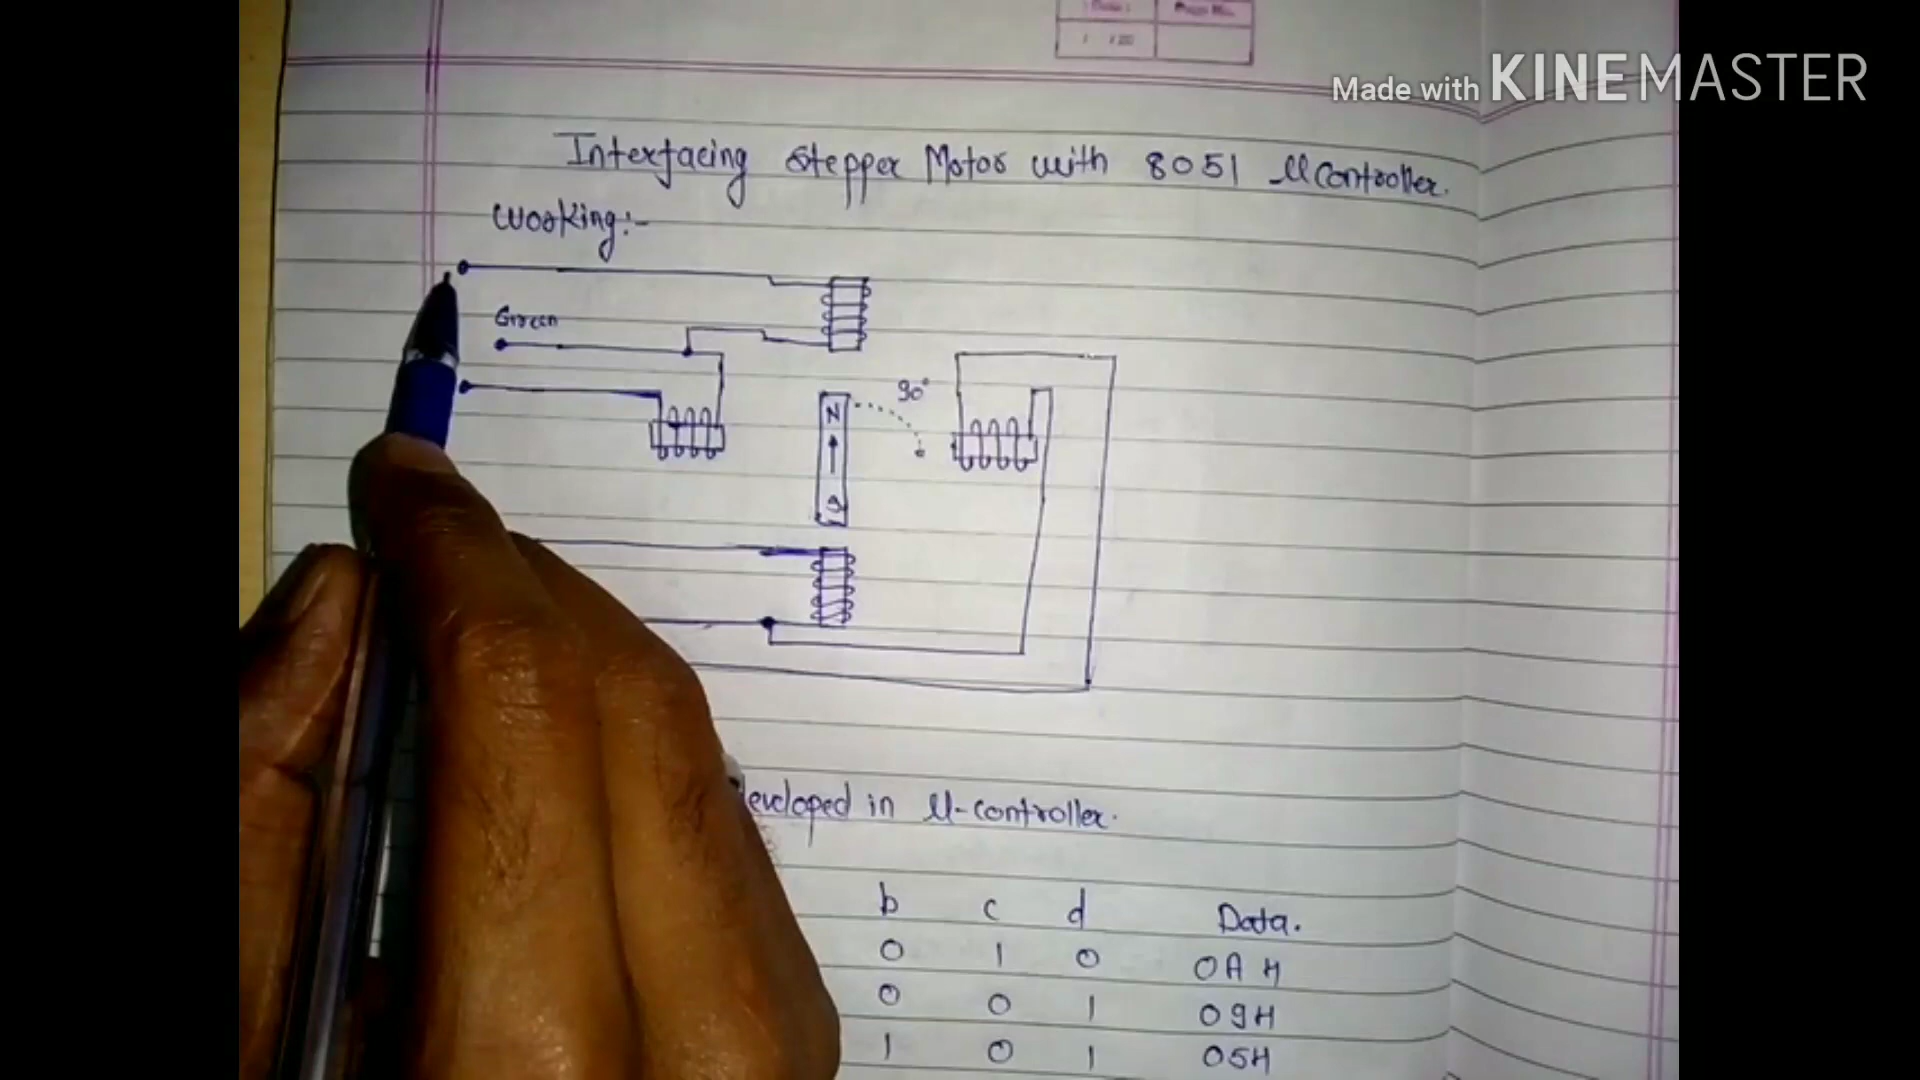 Made with KINEMASTER
Interfacing Stepper Motor with 8051 μController.
Working:-
Green
90°
N
S
eveloped in μ-controller.
b c d Data.
0 1 0 0A H
0 0 1 09H
1 0 1 05H